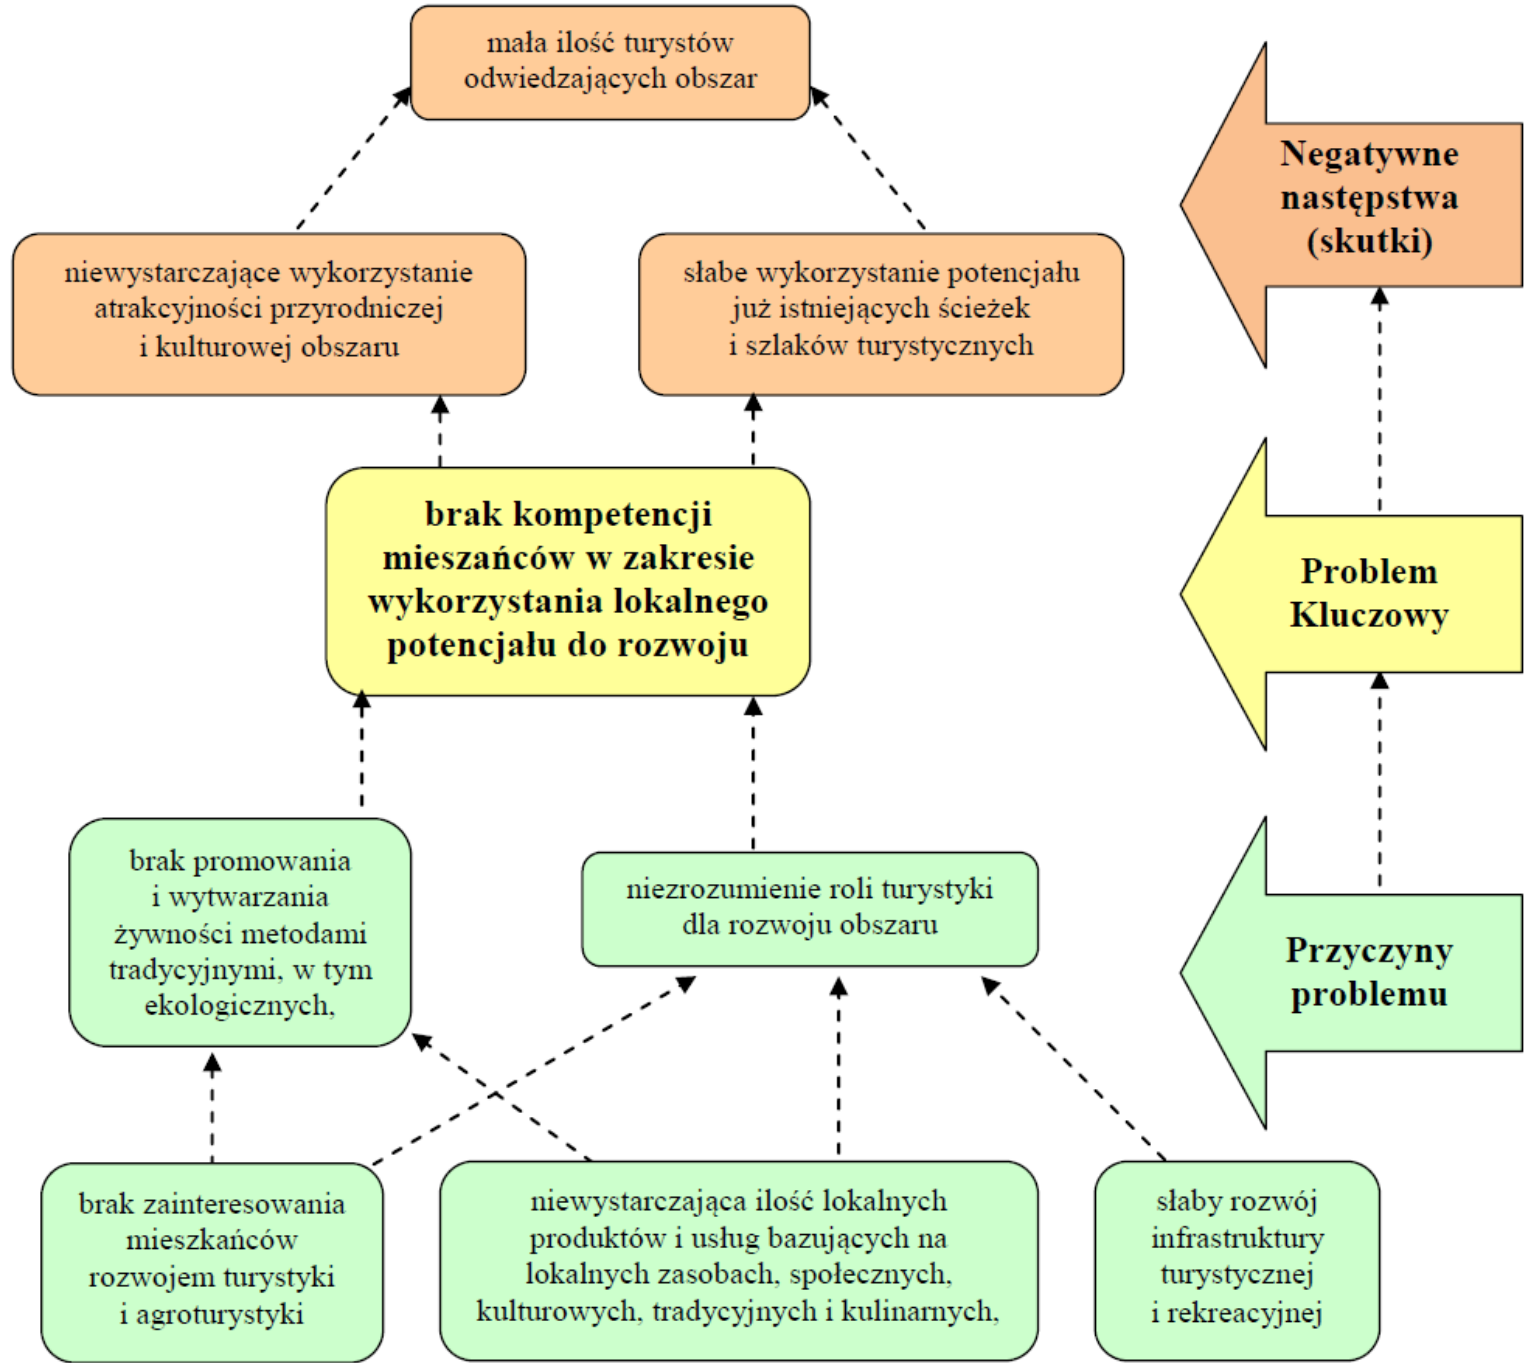 mała ilość turystów
odwiedzających obszar
Negatywne
następstwa
(skutki)
niewystarczające wykorzystanie
atrakcyjności przyrodniczej
i kulturowej obszaru
słabe wykorzystanie potencjału
już istniejących ścieżek
i szlaków turystycznych
brak kompetencji
mieszańców w zakresie
wykorzystania lokalnego
potencjału do rozwoju
Problem
Kluczowy
brak promowania
i wytwarzania
żywności metodami
tradycyjnymi, w tym
ekologicznych,
niezrozumienie roli turystyki
dla rozwoju obszaru
Przyczyny
problemu
brak zainteresowania
mieszkańców
rozwojem turystyki
i agroturystyki
niewystarczająca ilość lokalnych
produktów i usług bazujących na
lokalnych zasobach, społecznych,
kulturowych, tradycyjnych i kulinarnych,
słaby rozwój
infrastruktury
turystycznej
i rekreacyjnej